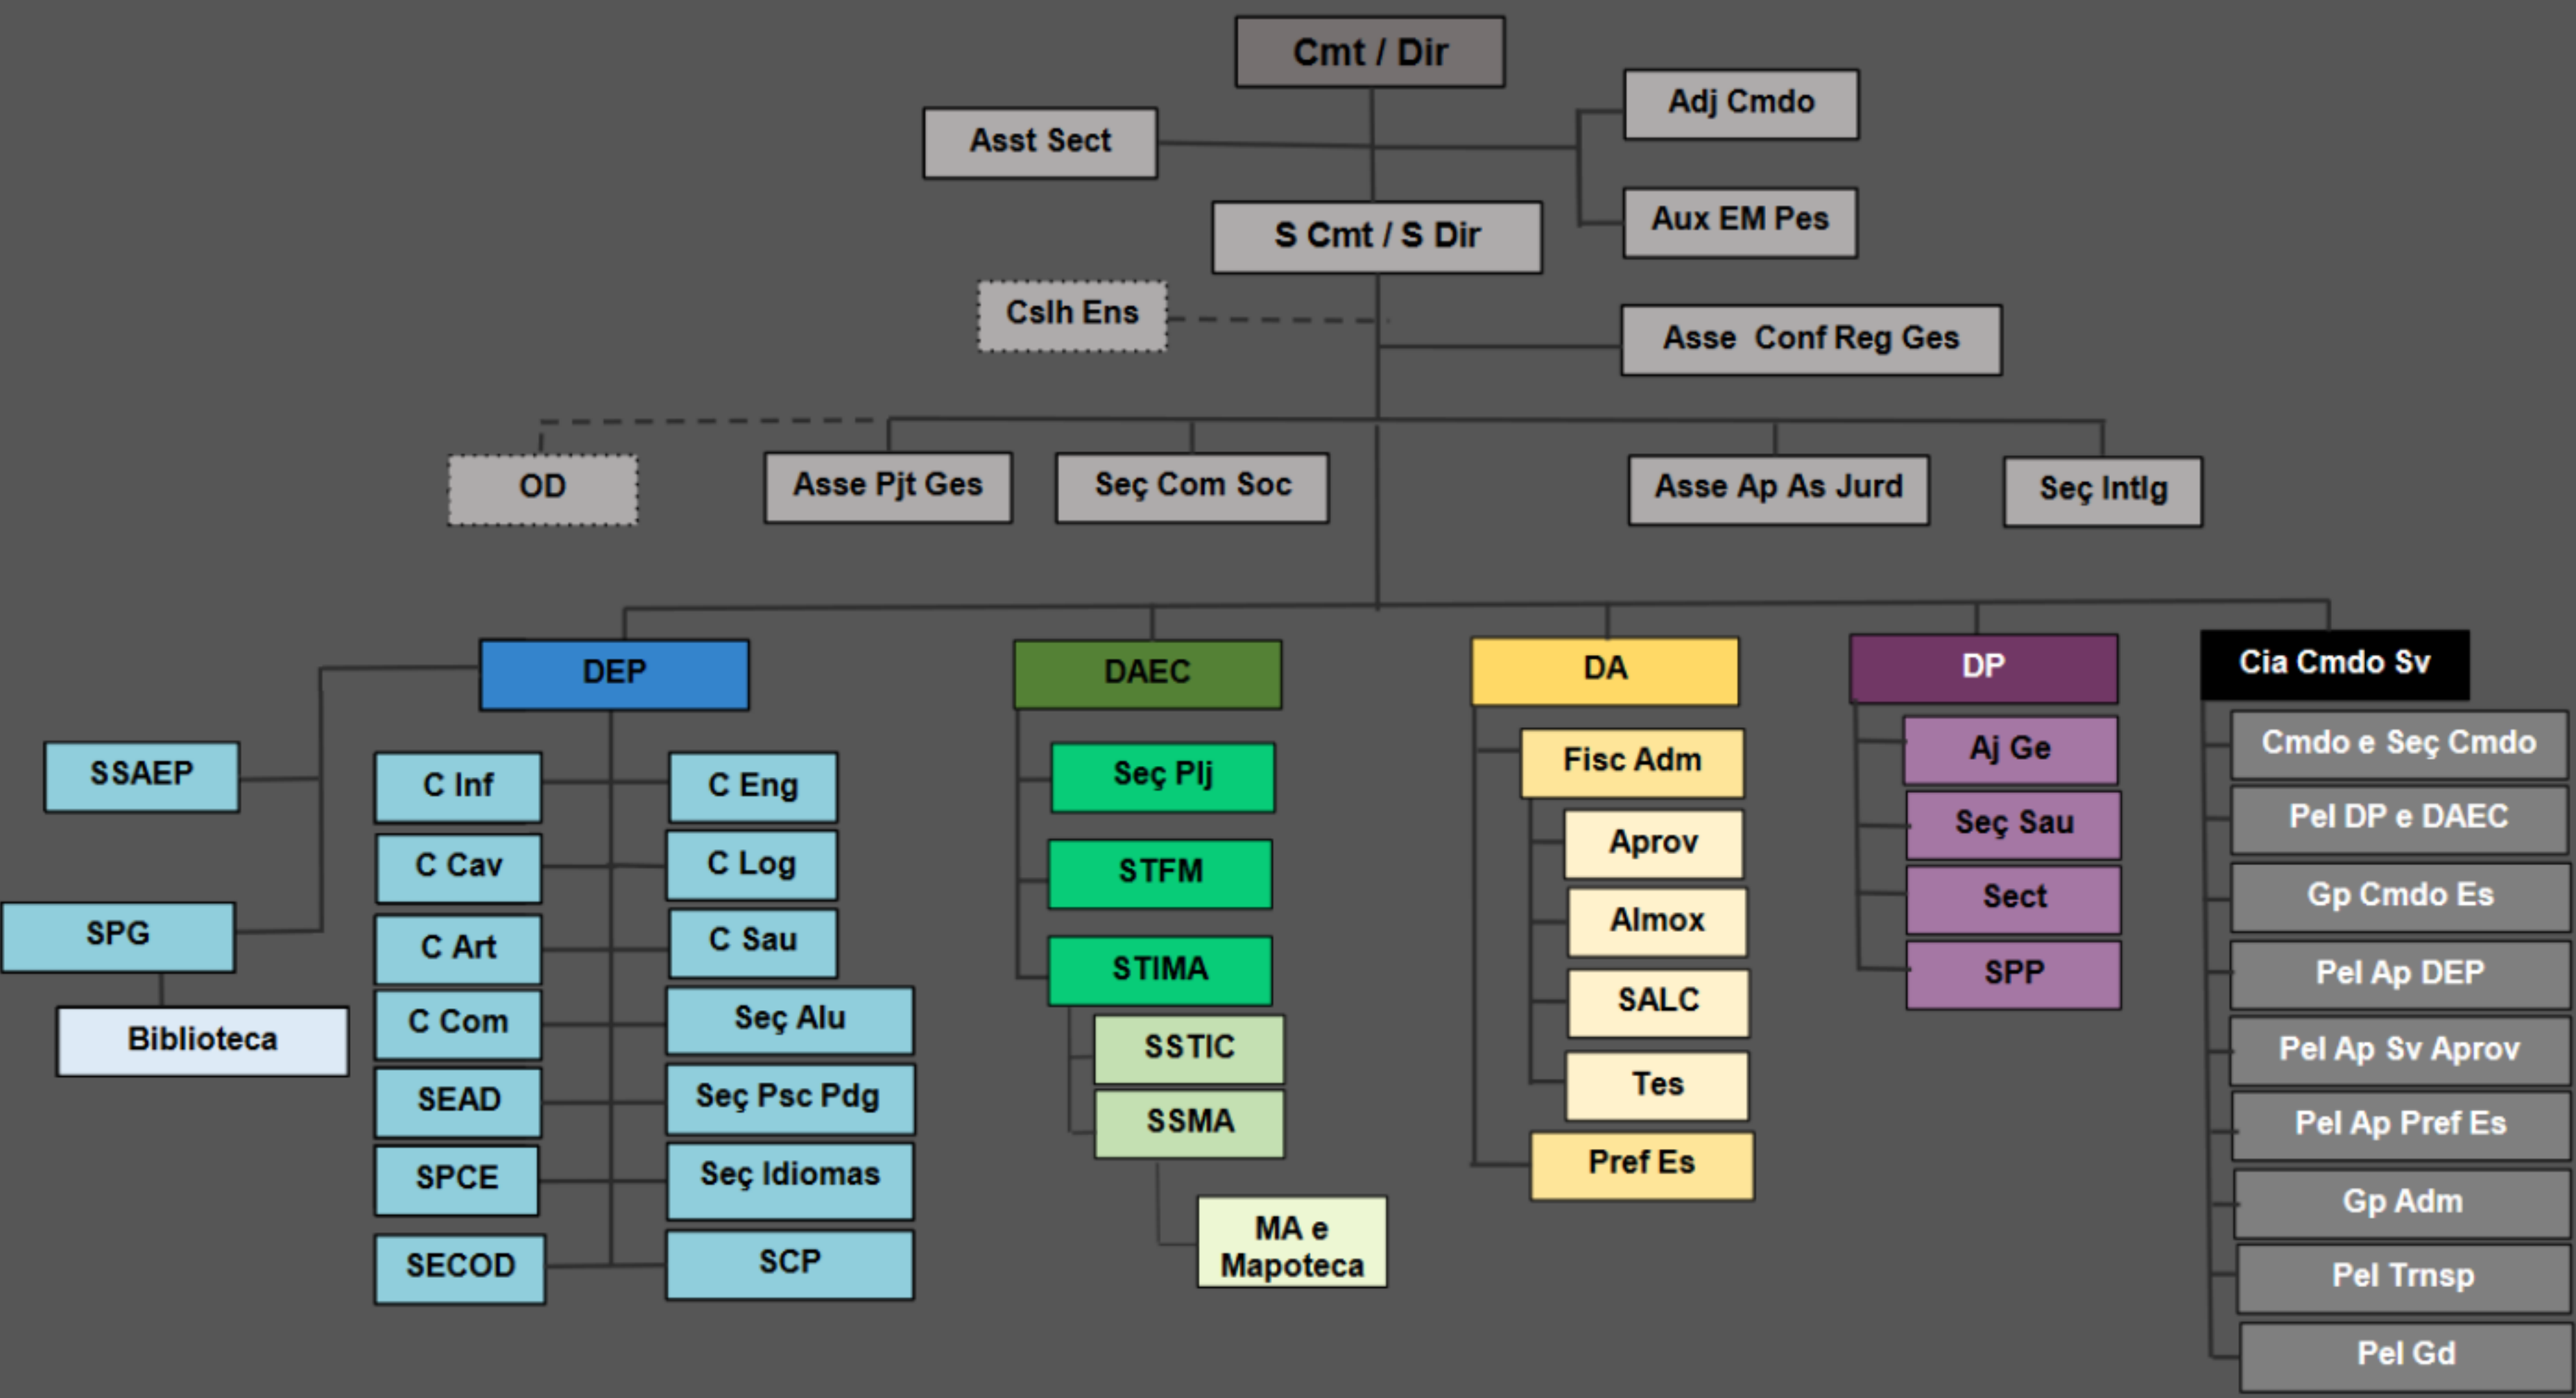 Cmt / Dir
Adj Cmdo
Asst Sect
Aux EM Pes
S Cmt / S Dir
Cslh Ens
Asse Conf Reg Ges
OD
Asse Pjt Ges
Seç Com Soc
Asse Ap As Jurd
Seç Intlg
DEP
SSAEP
SPG
Biblioteca
C Inf
C Eng
C Cav
C Log
C Art
C Sau
C Com
Seç Alu
SEAD
Seç Psc Pdg
SPCE
Seç Idiomas
SECOD
SCP
DAEC
Seç Plj
STFM
STIMA
SSTIC
SSMA
MA e
Mapoteca
DA
Fisc Adm
Aprov
Almox
SALC
Tes
Pref Es
DP
Aj Ge
Seç Sau
Sect
SPP
Cia Cmdo Sv
Cmdo e Seç Cmdo
Pel DP e DAEC
Gp Cmdo Es
Pel Ap DEP
Pel Ap Sv Aprov
Pel Ap Pref Es
Gp Adm
Pel Trnsp
Pel Gd